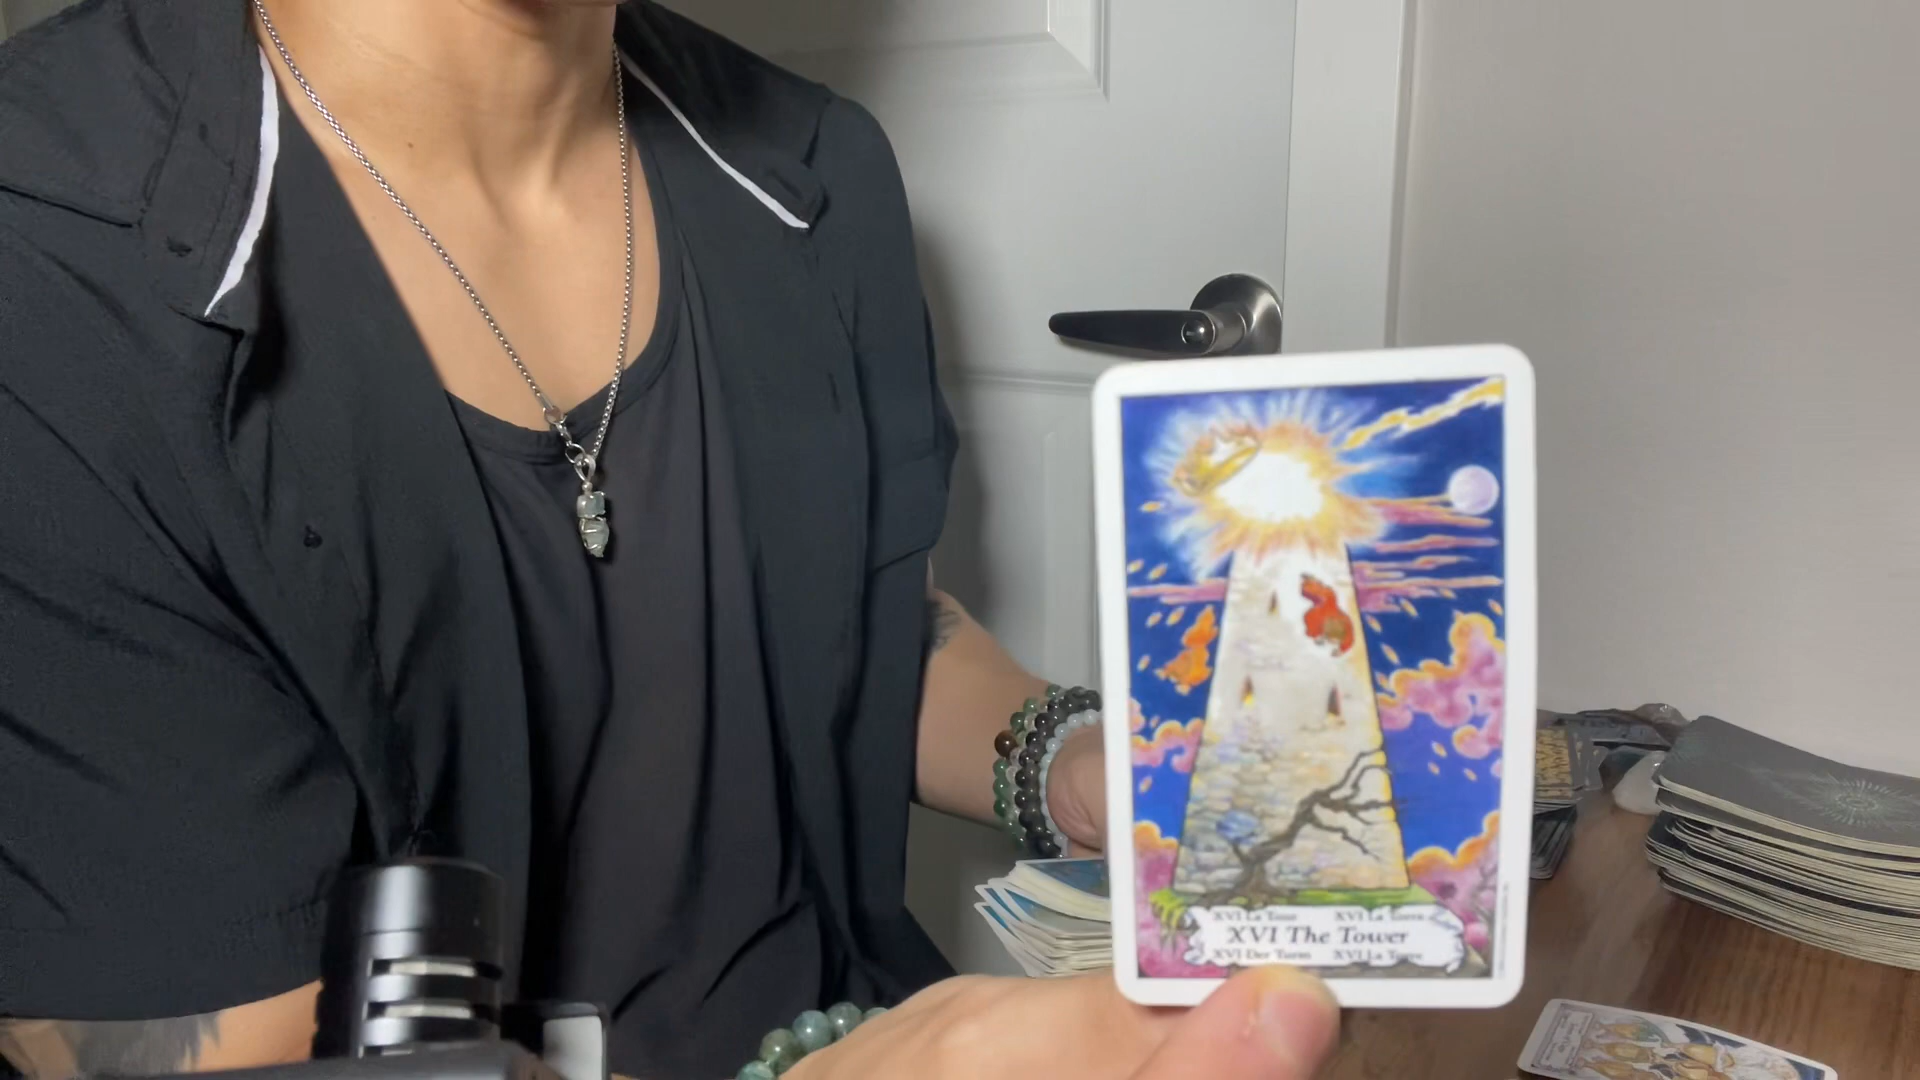 XVI La Tour XVI La Torre
XVI The Tower
XVI Der Turm XVI La Torre